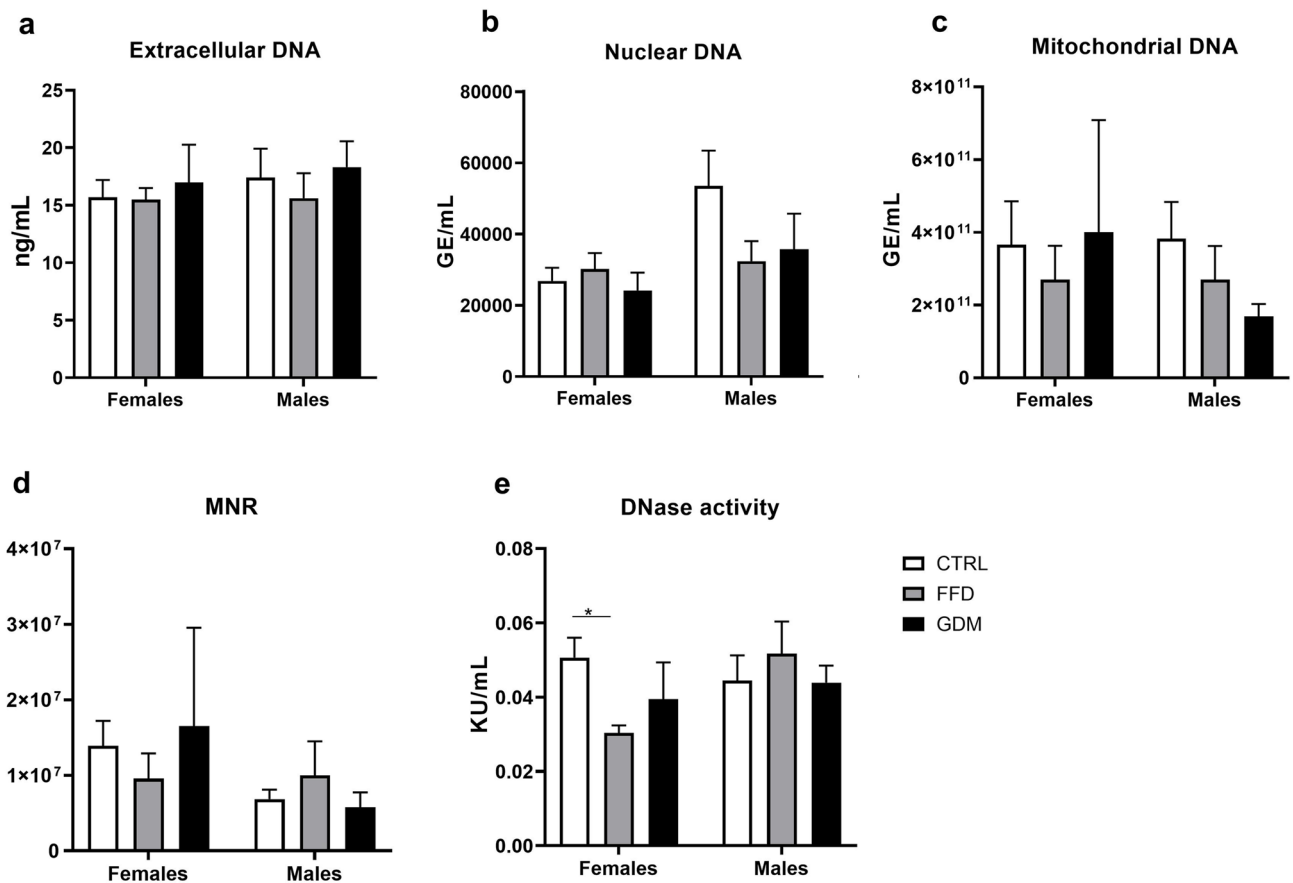 a
Extracellular DNA
25
20
15
10
5
0
ng/mL
Females Males
b
Nuclear DNA
80000
60000
40000
20000
0
GE/mL
Females Males
c
Mitochondrial DNA
8×10¹¹
6×10¹¹
4×10¹¹
2×10¹¹
0
GE/mL
Females Males
d
MNR
4×10⁷
3×10⁷
2×10⁷
1×10⁷
0
Females Males
e
DNase activity
0.08
0.06
0.04
0.02
0.00
KU/mL
*
Females Males
CTRL
FFD
GDM